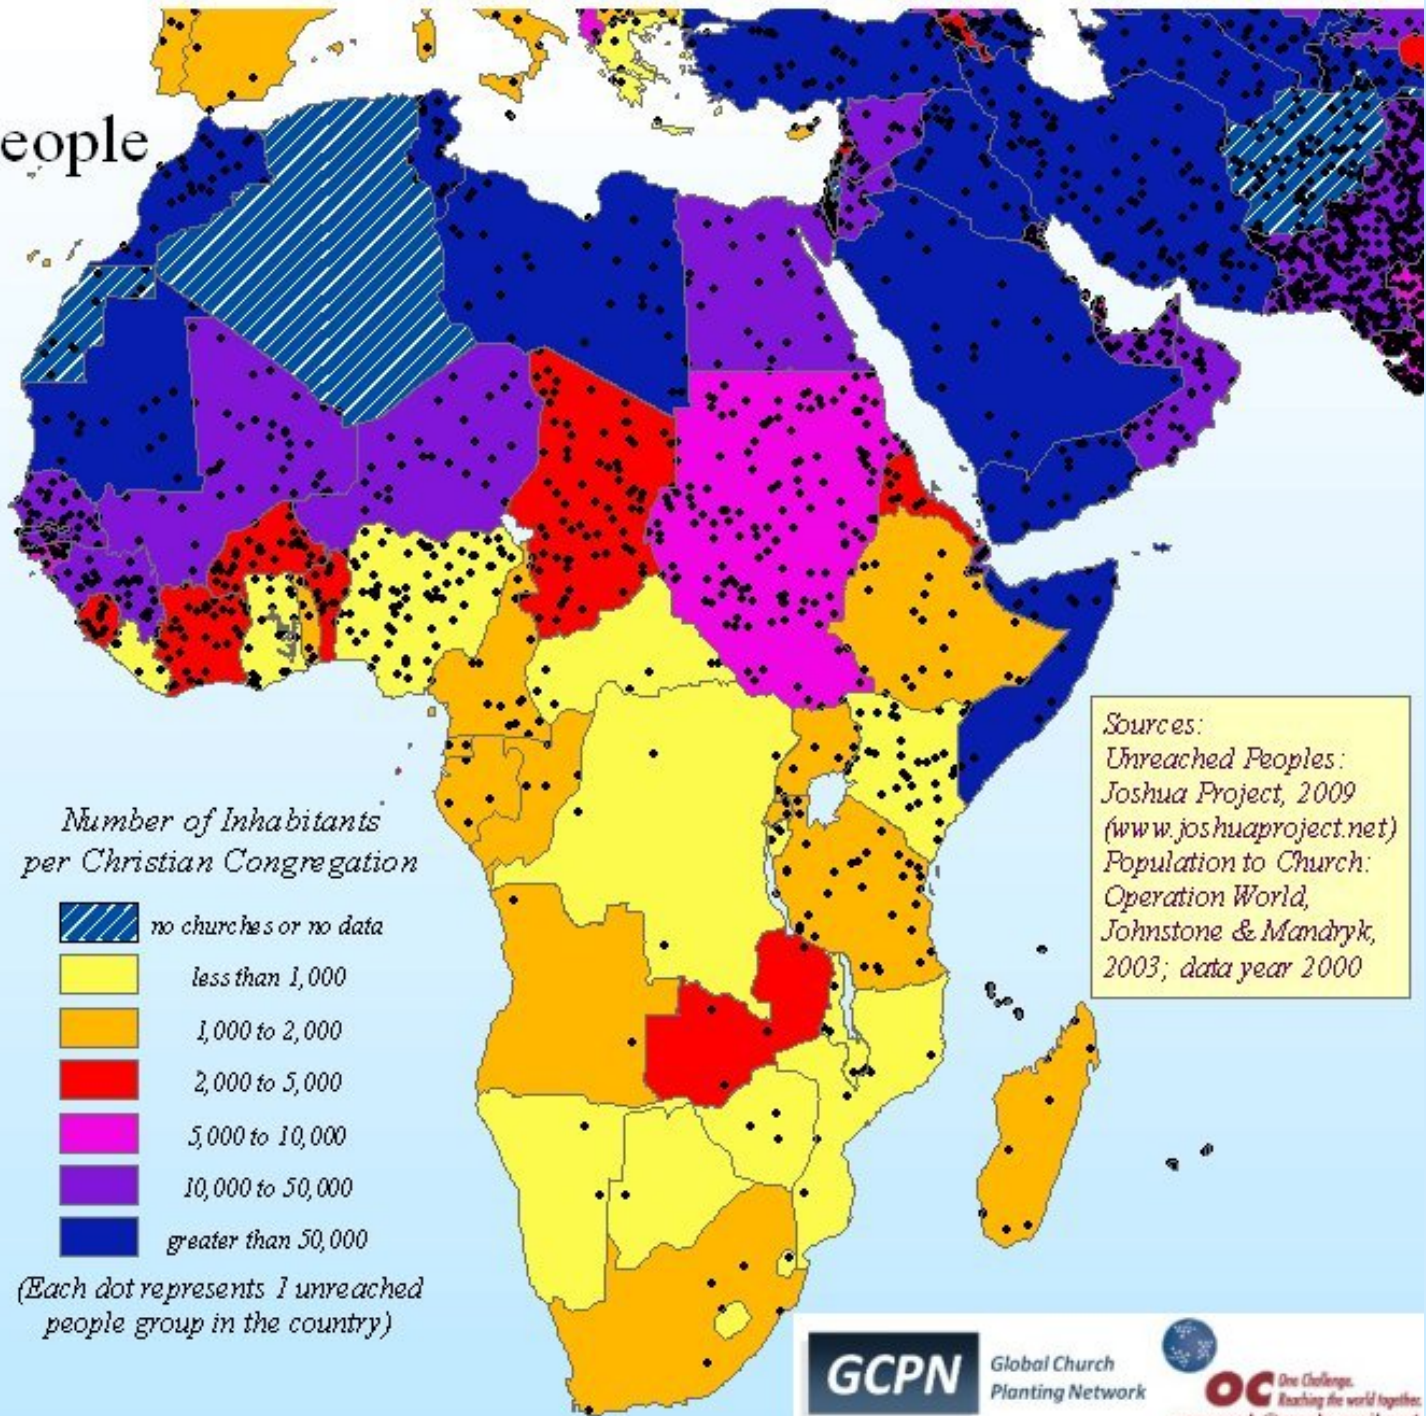 eople
Sources:
Unreached Peoples:
Joshua Project, 2009
(www.joshuaproject.net)
Population to Church:
Operation World,
Johnstone & Mandryk,
2003; data year 2000
Number of Inhabitants
per Christian Congregation
no churches or no data
less than 1,000
1,000 to 2,000
2,000 to 5,000
5,000 to 10,000
10,000 to 50,000
greater than 50,000
(Each dot represents 1 unreached
people group in the country)
GCPN
Global Church
Planting Network
OC
One Challenge.
Reaching the world together.